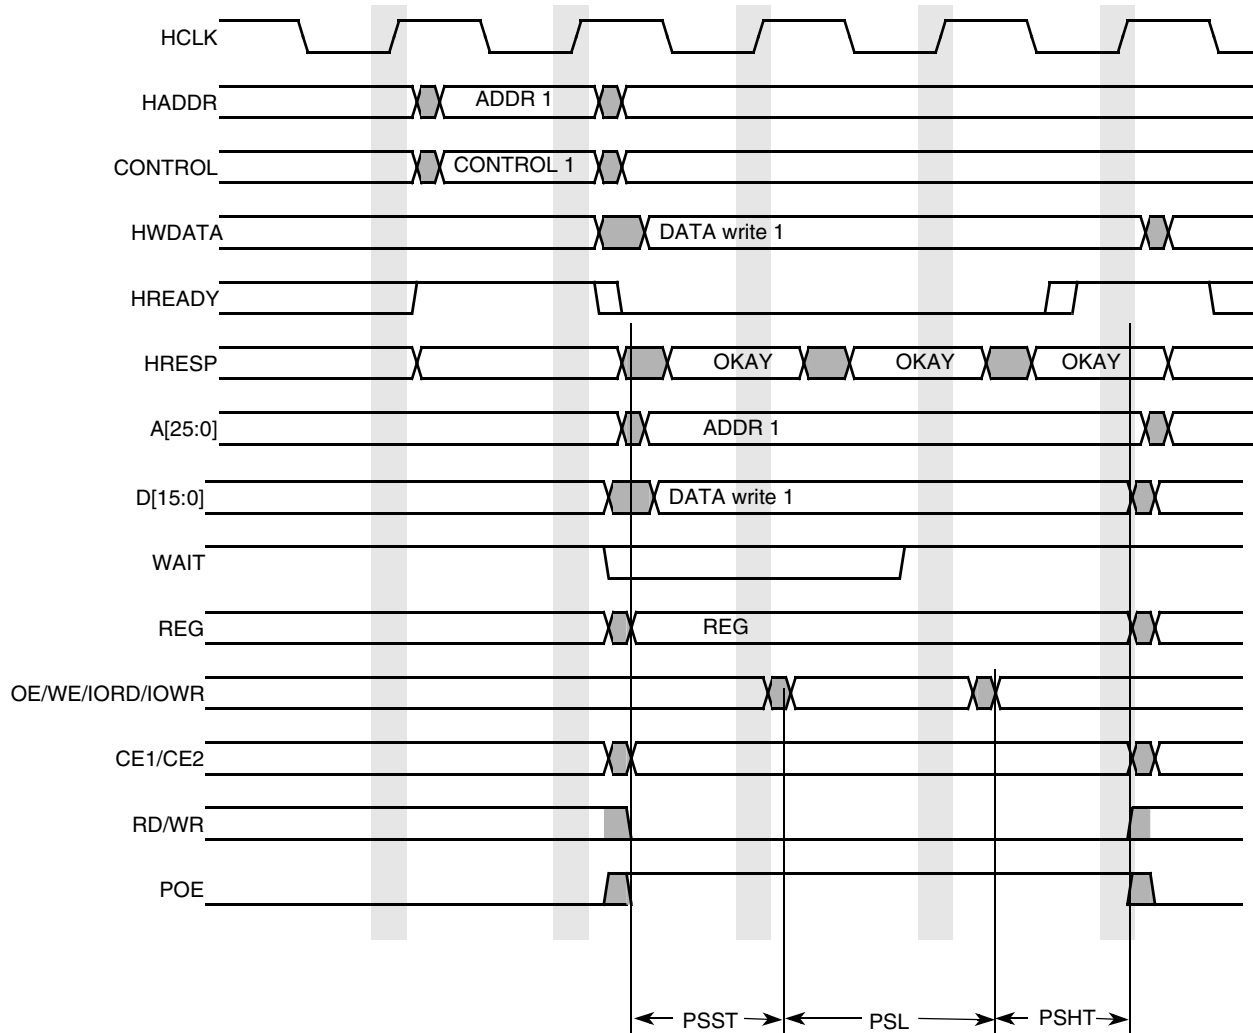 HCLK
HADDR
ADDR 1
CONTROL
CONTROL 1
HWDATA
DATA write 1
HREADY
HRESP
OKAY
OKAY
OKAY
A[25:0]
ADDR 1
D[15:0]
DATA write 1
WAIT
REG
REG
OE/WE/IORD/IOWR
CE1/CE2
RD/WR
POE
PSST
PSL
PSHT